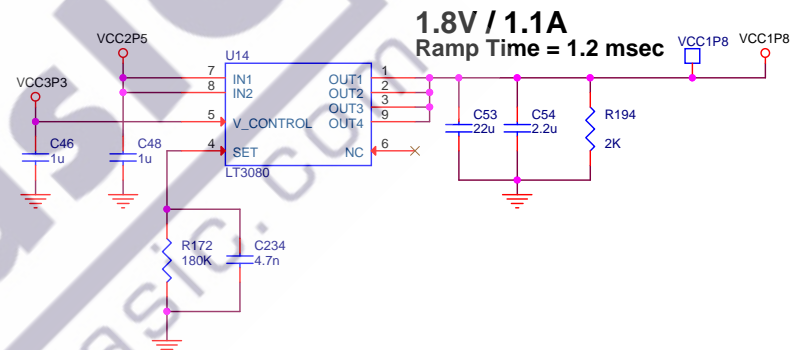 1.8V / 1.1A
Ramp Time = 1.2 msec
VCC2P5
VCC1P8
VCC1P8
VCC3P3
U14
7 IN1 OUT1 1
8 IN2 OUT2 2
OUT3 3
5 V_CONTROL OUT4 9
4 SET NC 6
LT3080
C46
1u
C48
1u
C53
22u
C54
2.2u
R194
2K
R172
180K
C234
4.7n
asic.com